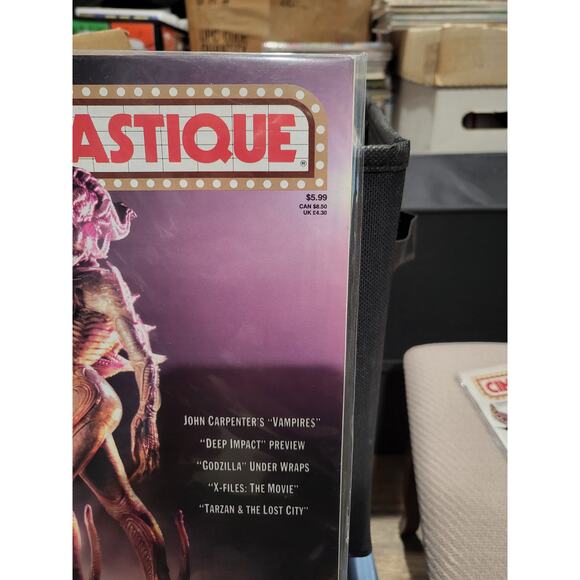 ASTIQUE
®
$5.99
CAN $8.50
UK £4.30
JOHN CARPENTER'S "VAMPIRES"
"DEEP IMPACT" PREVIEW
"GODZILLA" UNDER WRAPS
"X-FILES: THE MOVIE"
"TARZAN & THE LOST CITY"
CIN